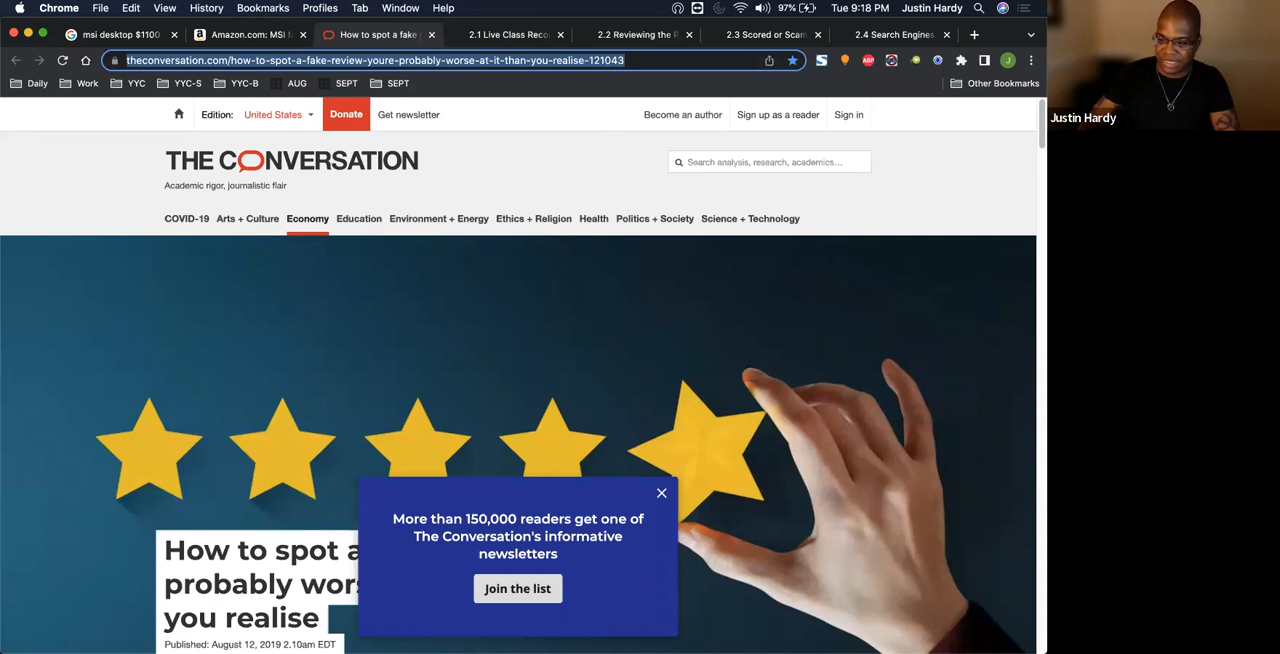 Chrome File Edit View History Bookmarks Profiles Tab Window Help 97% Tue 9:18 PM Justin Hardy
msi desktop $1100 Amazon.com: MSI M How to spot a fake 2.1 Live Class Reco 2.2 Reviewing the R 2.3 Scored or Scam 2.4 Search Engines
theconversation.com/how-to-spot-a-fake-review-youre-probably-worse-at-it-than-you-realise-121043 ABP J
Daily Work YYC YYC-S YYC-B AUG SEPT SEPT Other Bookmarks
Edition: United States Donate Get newsletter Become an author Sign up as a reader Sign in
Justin Hardy
THE CONVERSATION
Search analysis, research, academics…
Academic rigor, journalistic flair
COVID-19 Arts + Culture Economy Education Environment + Energy Ethics + Religion Health Politics + Society Science + Technology
More than 150,000 readers get one of
The Conversation's informative
newsletters
Join the list
How to spot a
probably wors
you realise
Published: August 12, 2019 2.10am EDT